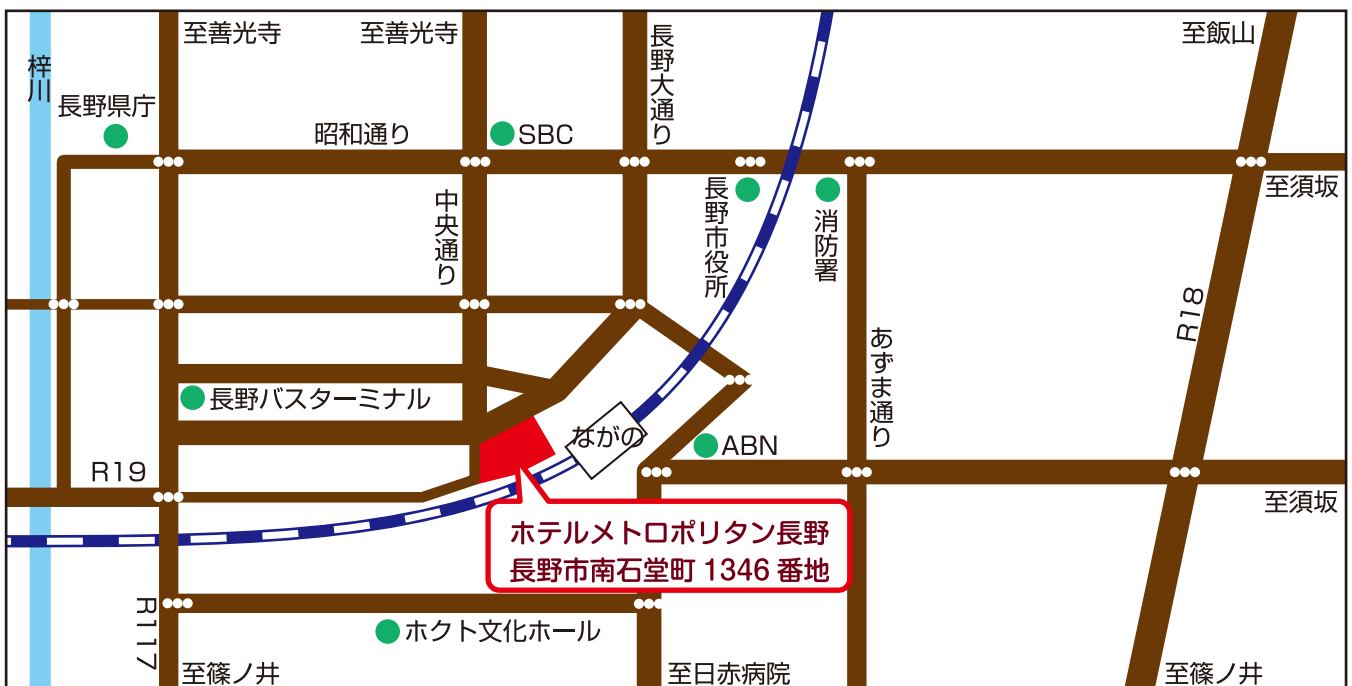 至善光寺
至善光寺
長野大通り
至飯山
梓川
長野県庁
昭和通り
SBC
長野市役所
消防署
至須坂
中央通り
R18
あずま通り
長野バスターミナル
ながの
ABN
R19
至須坂
ホテルメトロポリタン長野
長野市南石堂町1346番地
R117
ホクト文化ホール
至篠ノ井
至日赤病院
至篠ノ井